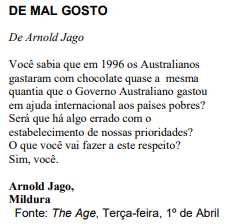 DE MAL GOSTO
De Arnold Jago
Você sabia que em 1996 os Australianos
gastaram com chocolate quase a mesma
quantia que o Governo Australiano gastou
em ajuda internacional aos países pobres?
Será que há algo errado com o
estabelecimento de nossas prioridades?
O que você vai fazer a este respeito?
Sim, você.
Arnold Jago,
Mildura
Fonte: The Age, Terça-feira, 1º de Abril